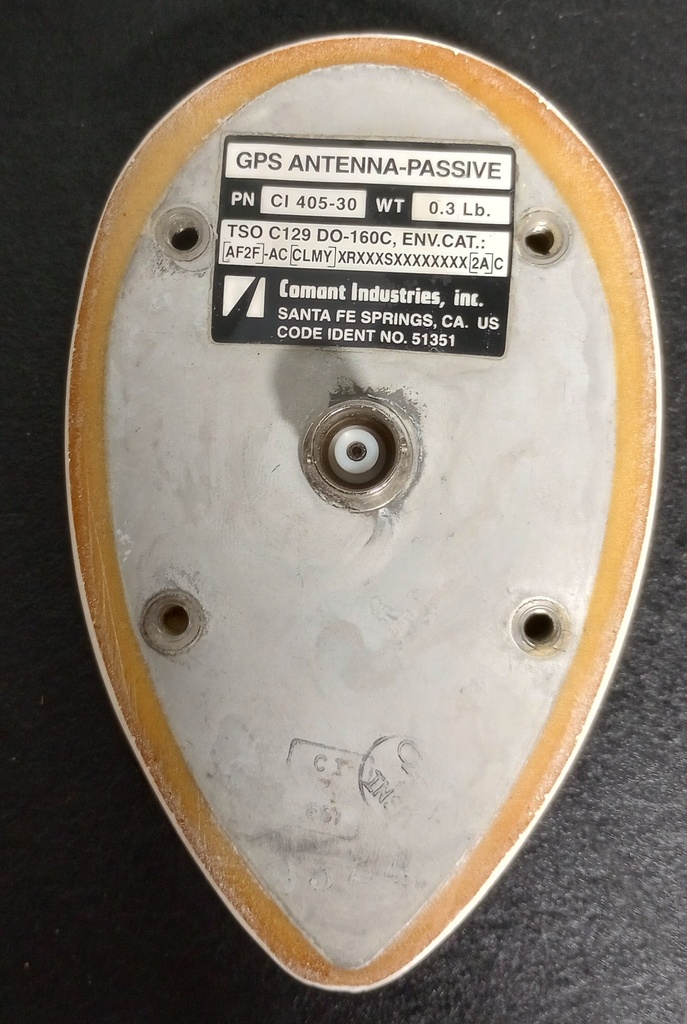 GPS ANTENNA-PASSIVE
PN CI 405-30 WT 0.3 Lb.
TSO C129 DO-160C, ENV.CAT.:
[AF2F]-AC[CLMY]XRXXXSXXXXXXXX[2A]C
Comant Industries, inc.
SANTA FE SPRINGS, CA. US
CODE IDENT NO. 51351